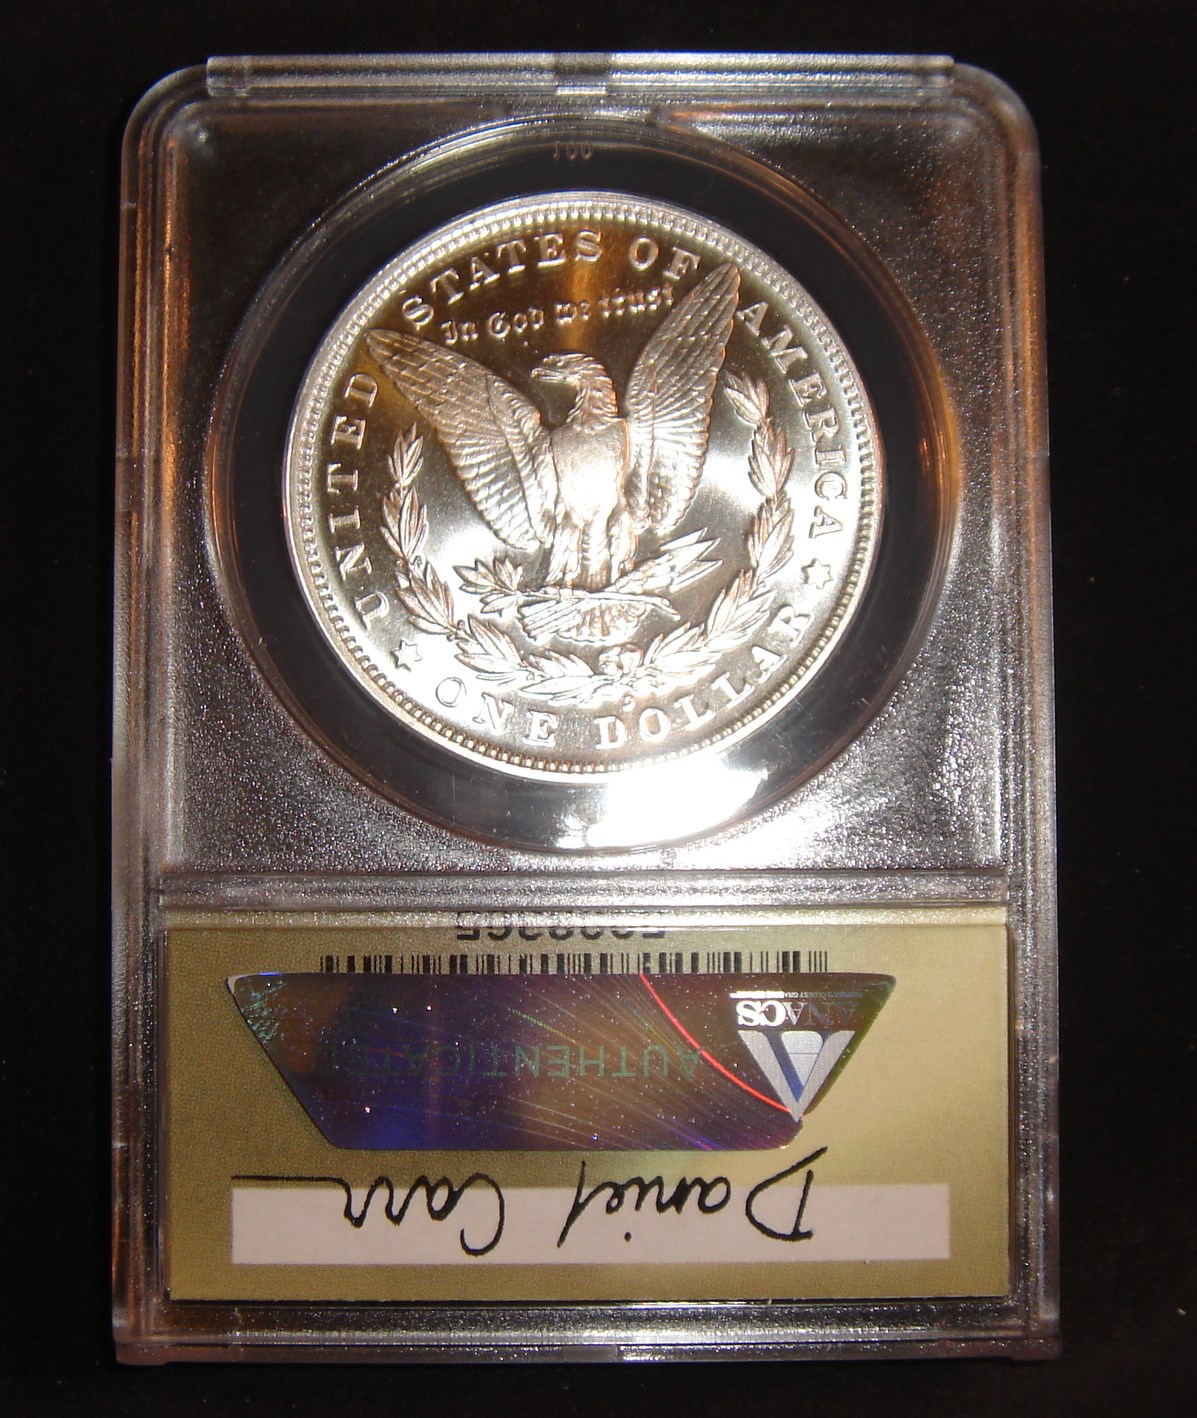 UNITED STATES OF AMERICA
In God we trust
ONE DOLLAR
Daniel Carr
AUTHENTICATED
ANACS